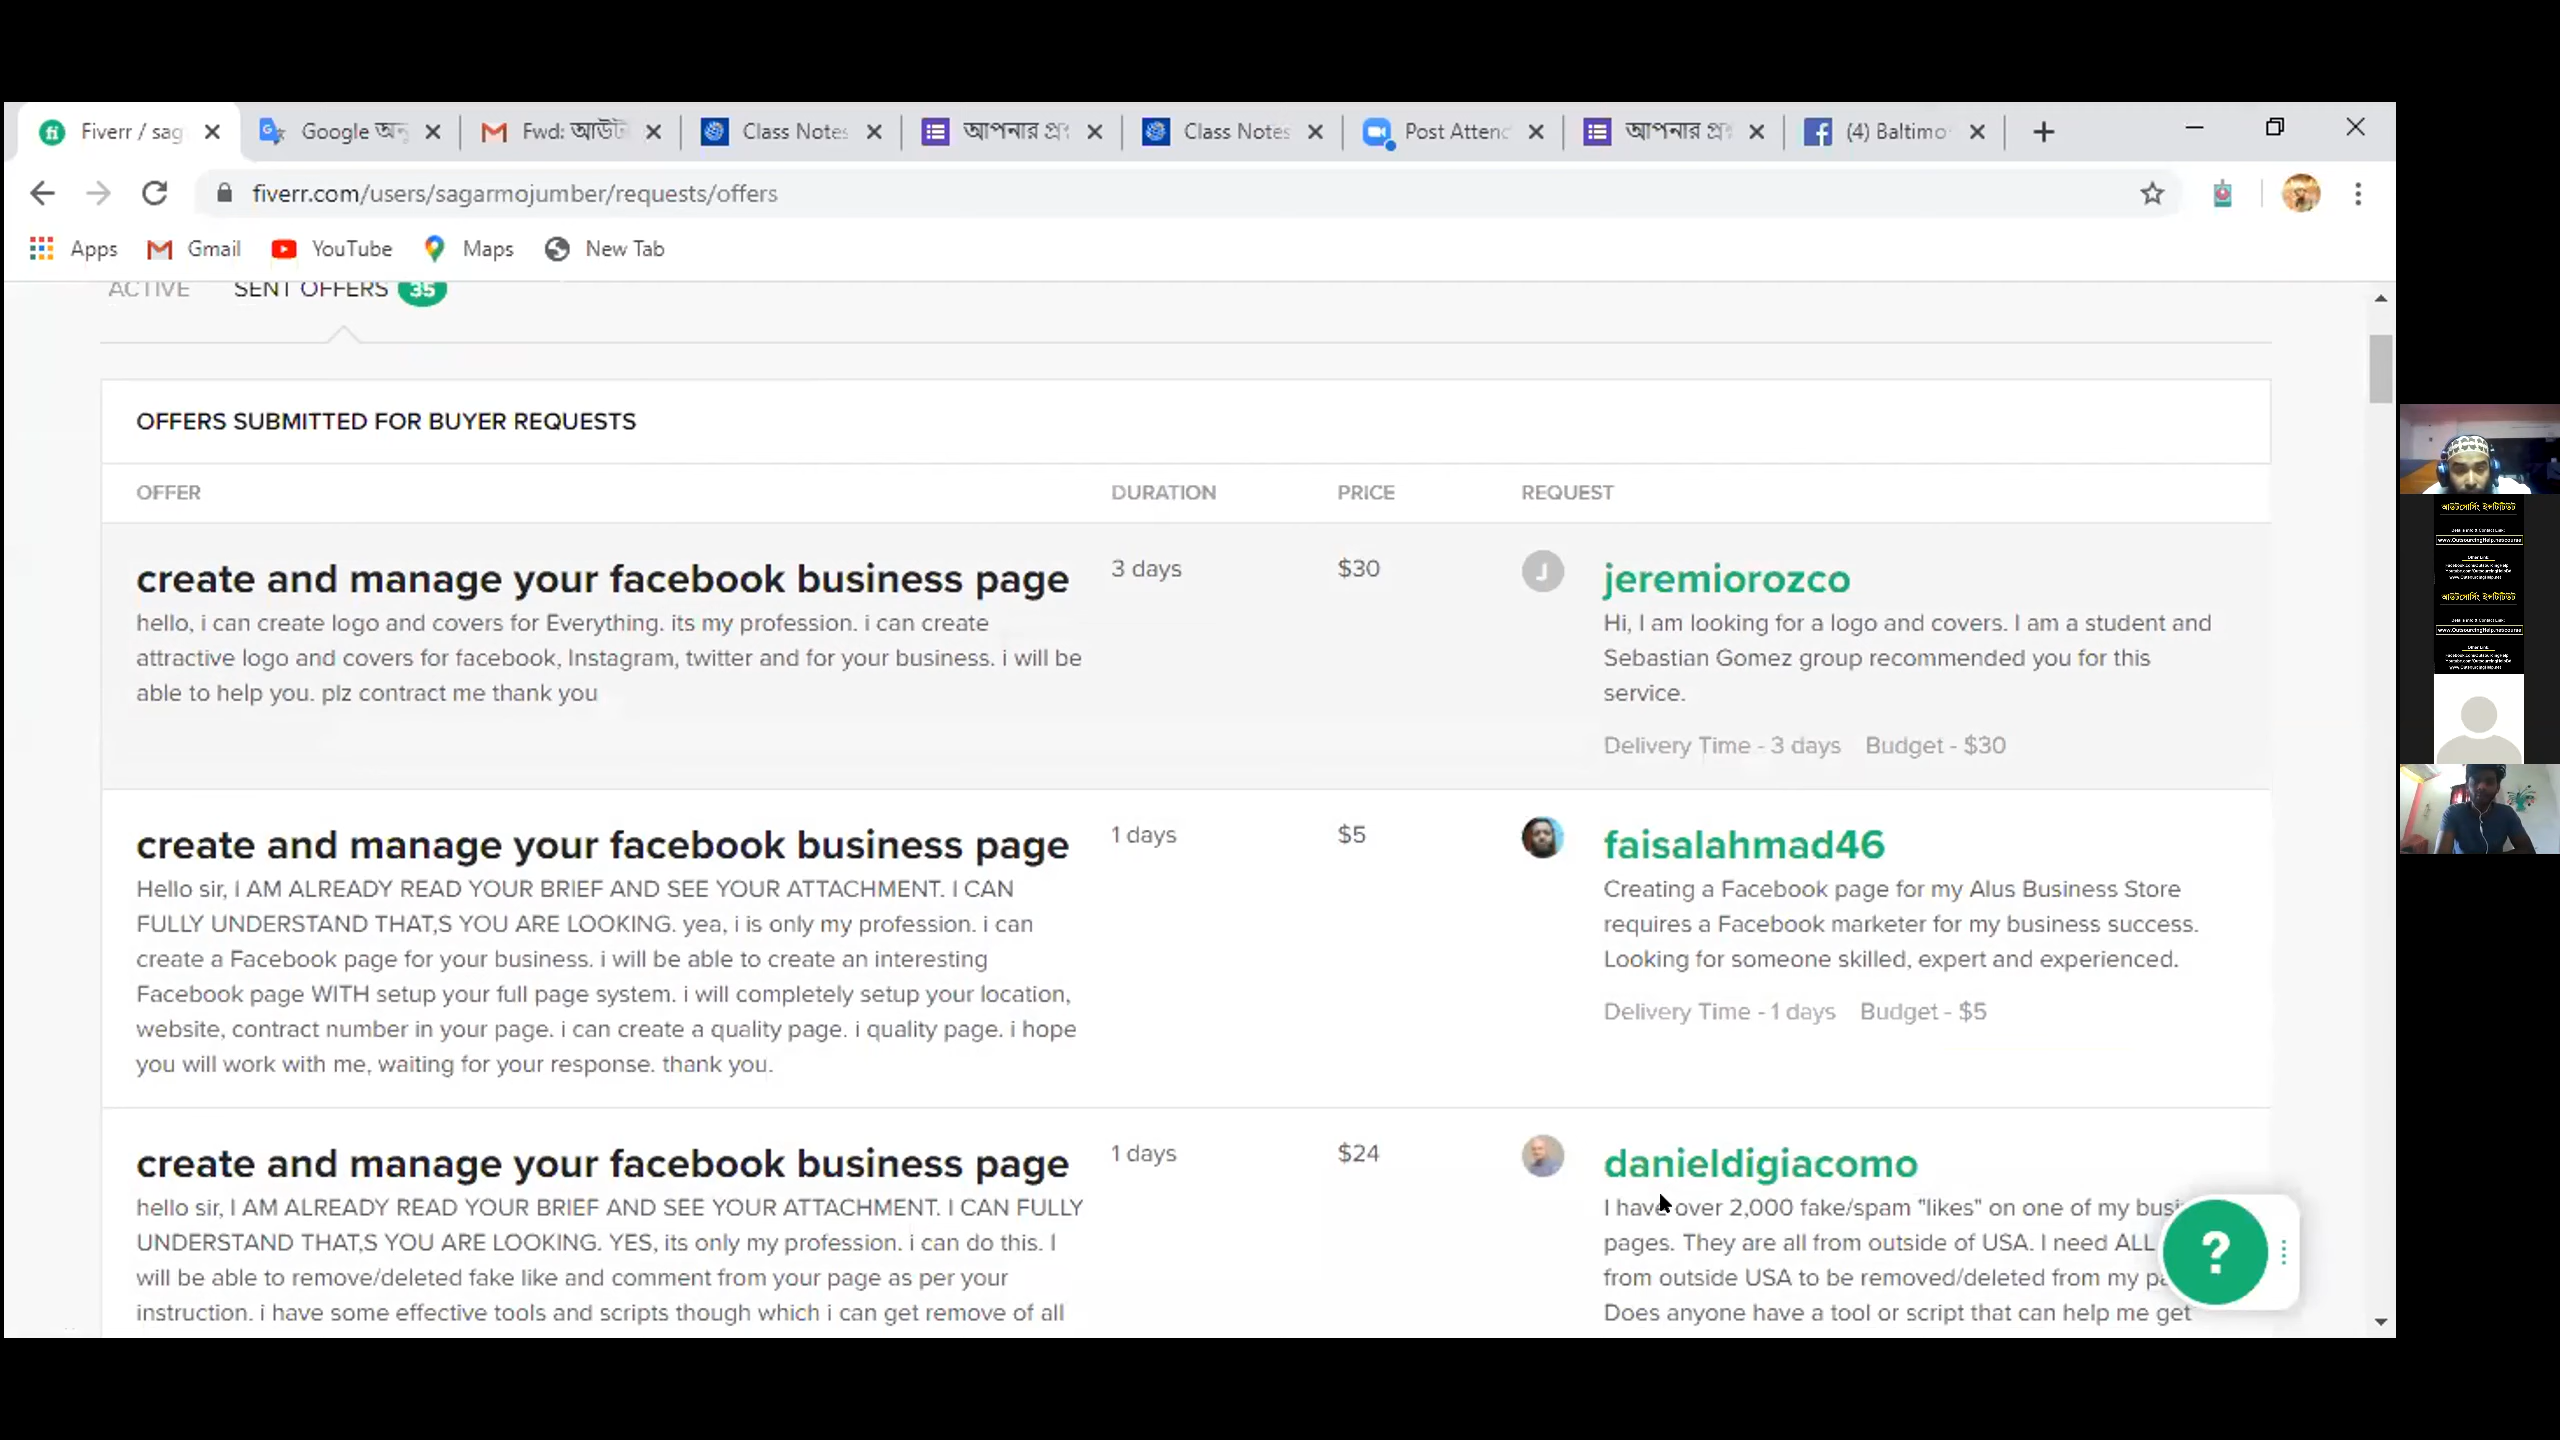 Fiverr / sag
Google অনু
Fwd: আউট
Class Notes
আপনার প্রশ
Class Notes
Post Attend
আপনার প্রশ
(4) Baltimo
fiverr.com/users/sagarmojumber/requests/offers
Apps
Gmail
YouTube
Maps
New Tab
ACTIVE
SENT OFFERS 35
OFFERS SUBMITTED FOR BUYER REQUESTS
OFFER DURATION PRICE REQUEST
create and manage your facebook business page
hello, i can create logo and covers for Everything. its my profession. i can create
attractive logo and covers for facebook, Instagram, twitter and for your business. i will be
able to help you. plz contract me thank you
3 days
$30
J
jeremiorozco
Hi, I am looking for a logo and covers. I am a student and
Sebastian Gomez group recommended you for this
service.
Delivery Time - 3 days Budget - $30
create and manage your facebook business page
Hello sir, I AM ALREADY READ YOUR BRIEF AND SEE YOUR ATTACHMENT. I CAN
FULLY UNDERSTAND THAT,S YOU ARE LOOKING. yea, i is only my profession. i can
create a Facebook page for your business. i will be able to create an interesting
Facebook page WITH setup your full page system. i will completely setup your location,
website, contract number in your page. i can create a quality page. i quality page. i hope
you will work with me, waiting for your response. thank you.
1 days
$5
faisalahmad46
Creating a Facebook page for my Alus Business Store
requires a Facebook marketer for my business success.
Looking for someone skilled, expert and experienced.
Delivery Time - 1 days Budget - $5
create and manage your facebook business page
hello sir, I AM ALREADY READ YOUR BRIEF AND SEE YOUR ATTACHMENT. I CAN FULLY
UNDERSTAND THAT,S YOU ARE LOOKING. YES, its only my profession. i can do this. I
will be able to remove/deleted fake like and comment from your page as per your
instruction. i have some effective tools and scripts though which i can get remove of all
1 days
$24
danieldigiacomo
I have over 2,000 fake/spam "likes" on one of my busi
pages. They are all from outside of USA. I need ALL
from outside USA to be removed/deleted from my pa
Does anyone have a tool or script that can help me get
?
আউটসোর্সিং ইন্সটিটিউট
আউটসোর্সিং ইন্সটিটিউট